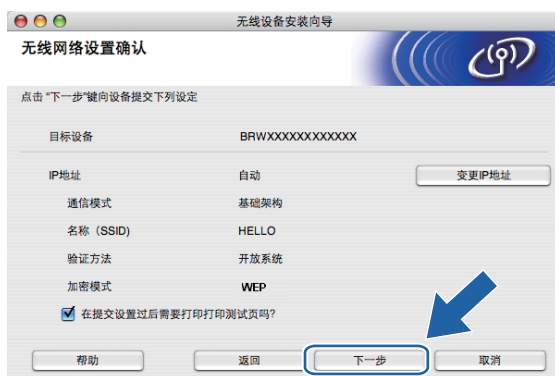 无线设备安装向导
无线网络设置确认
点击 “下一步”键向设备提交下列设定
目标设备 BRWXXXXXXXXXXXX
IP地址 自动 变更IP地址
通信模式 基础架构
名称（SSID) HELLO
验证方法 开放系统
加密模式 WEP
在提交设置过后需要打印打印测试页吗?
帮助 返回 下一步 取消